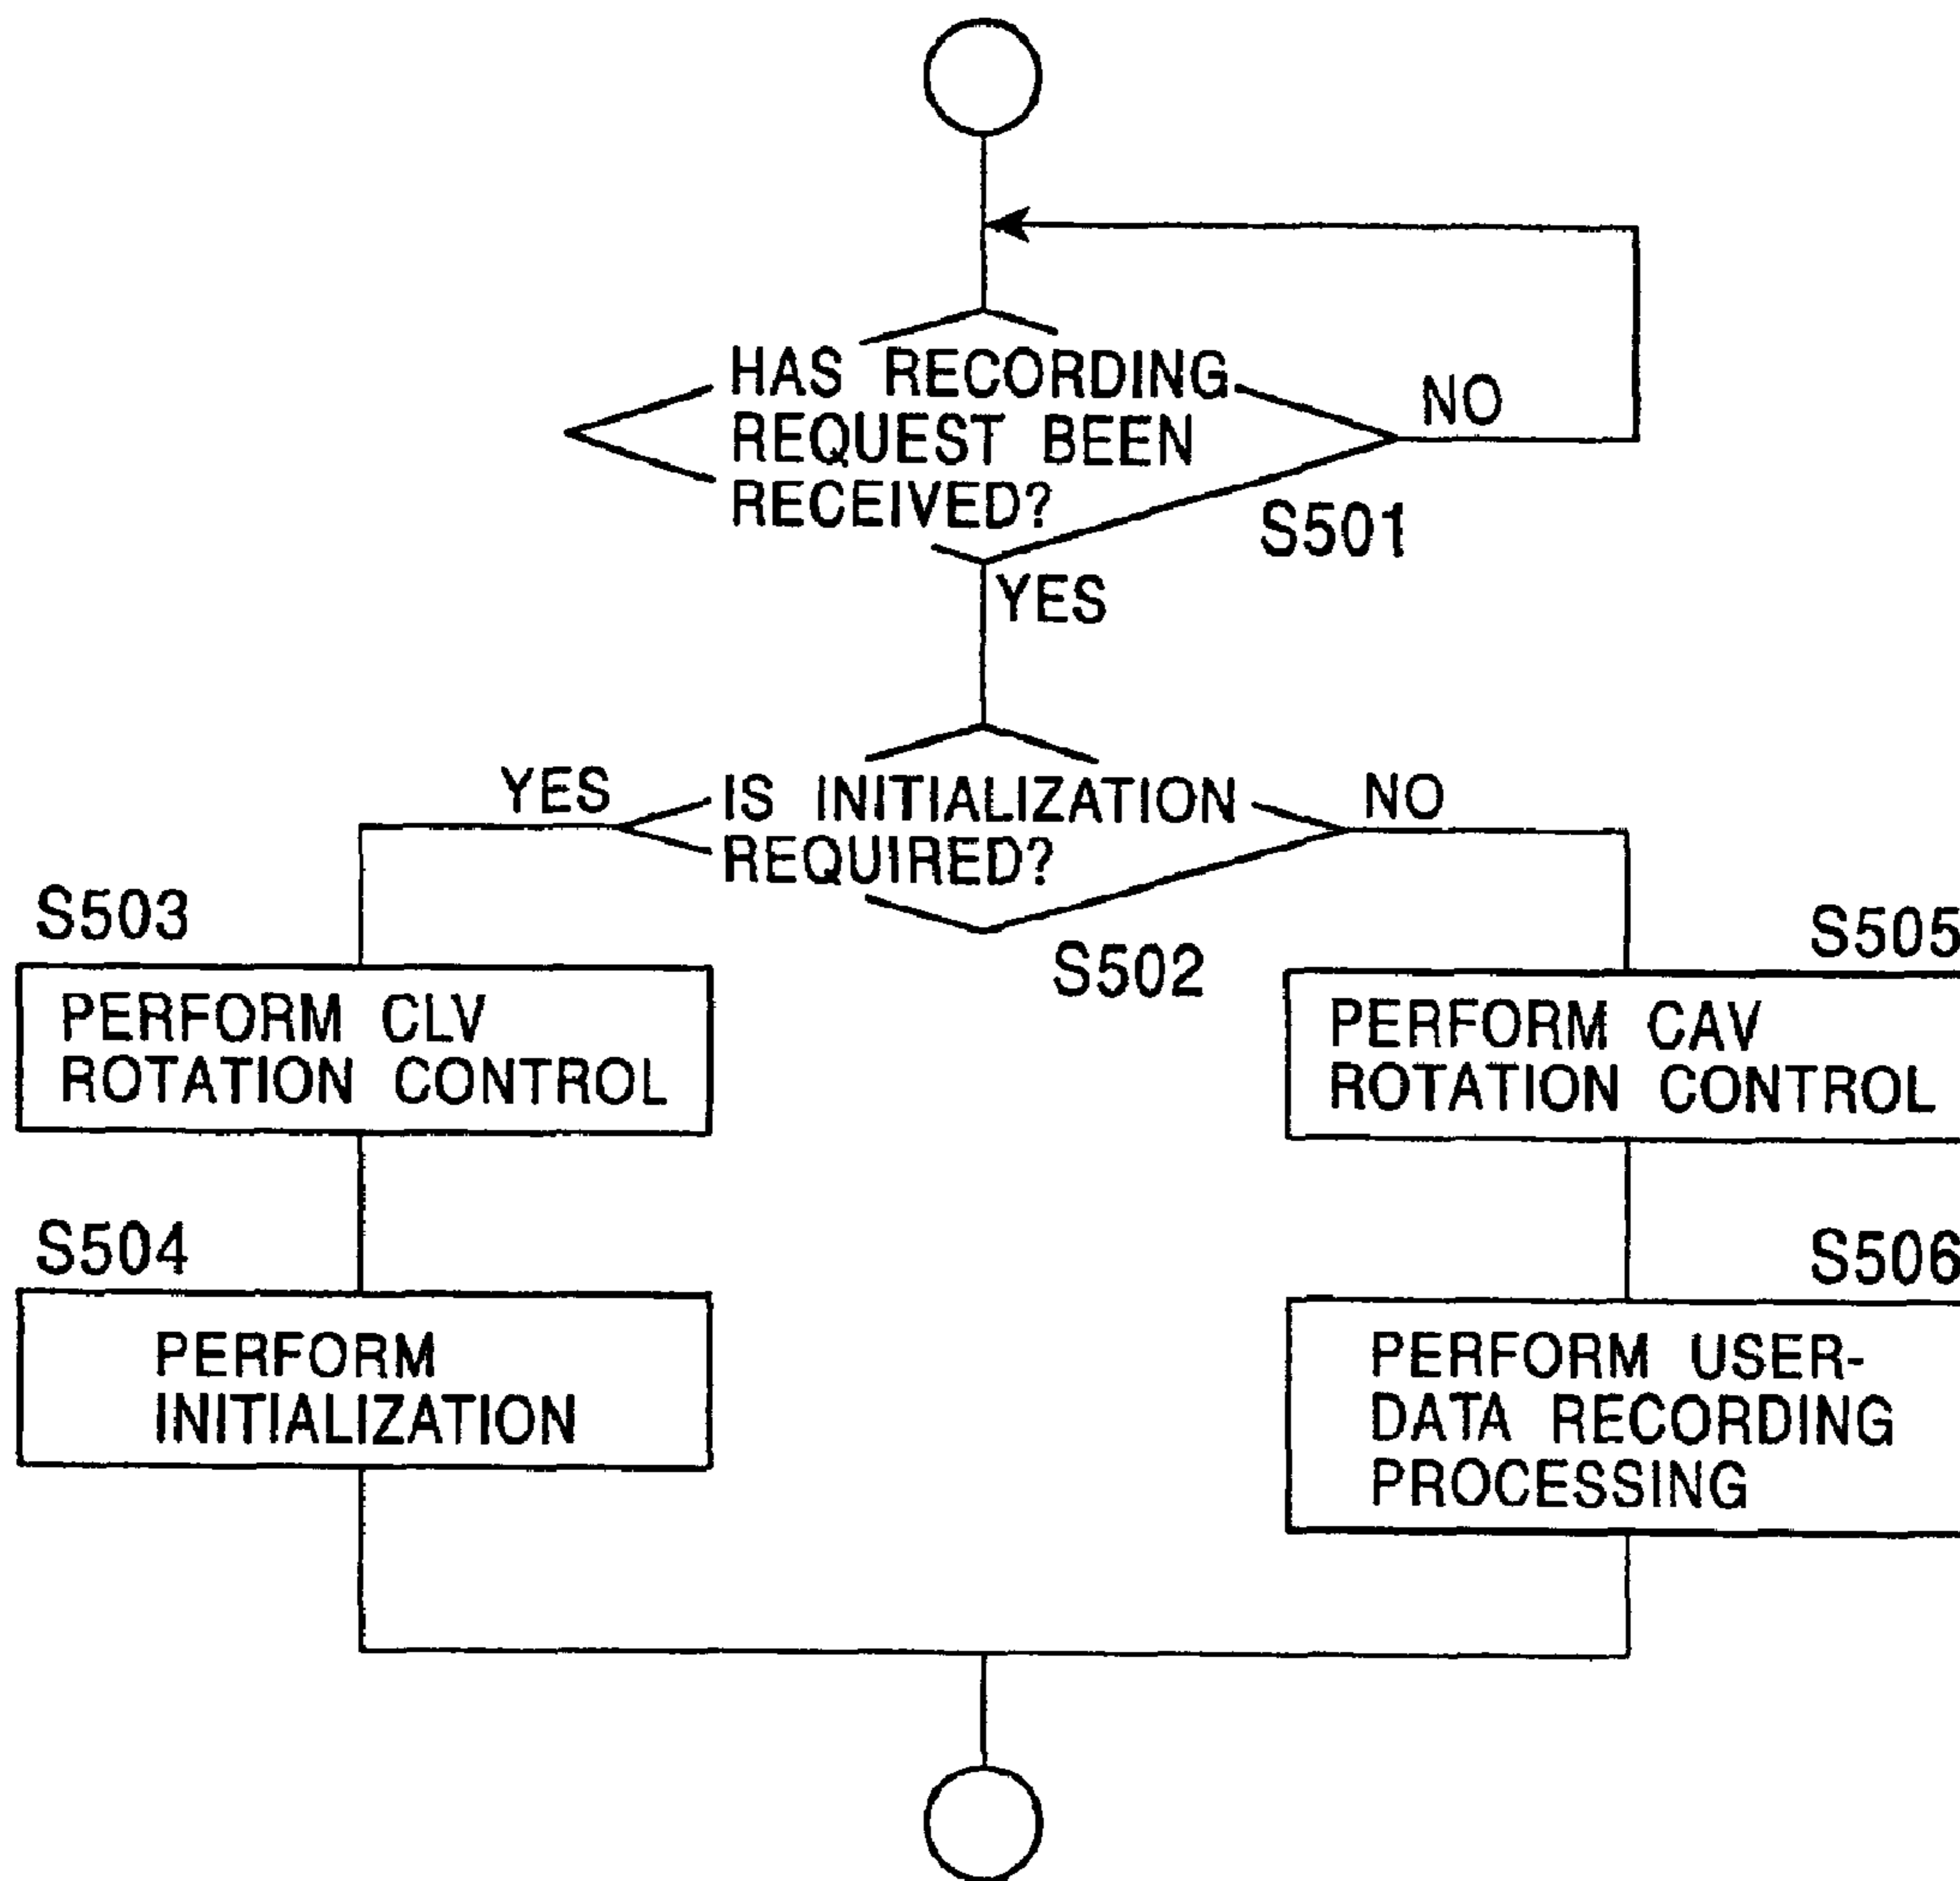 HAS RECORDING
REQUEST BEEN
RECEIVED?
NO
S501
YES
YES
IS INITIALIZATION
REQUIRED?
NO
S502
S503
PERFORM CLV
ROTATION CONTROL
S505
PERFORM CAV
ROTATION CONTROL
S504
PERFORM
INITIALIZATION
S506
PERFORM USER-
DATA RECORDING
PROCESSING